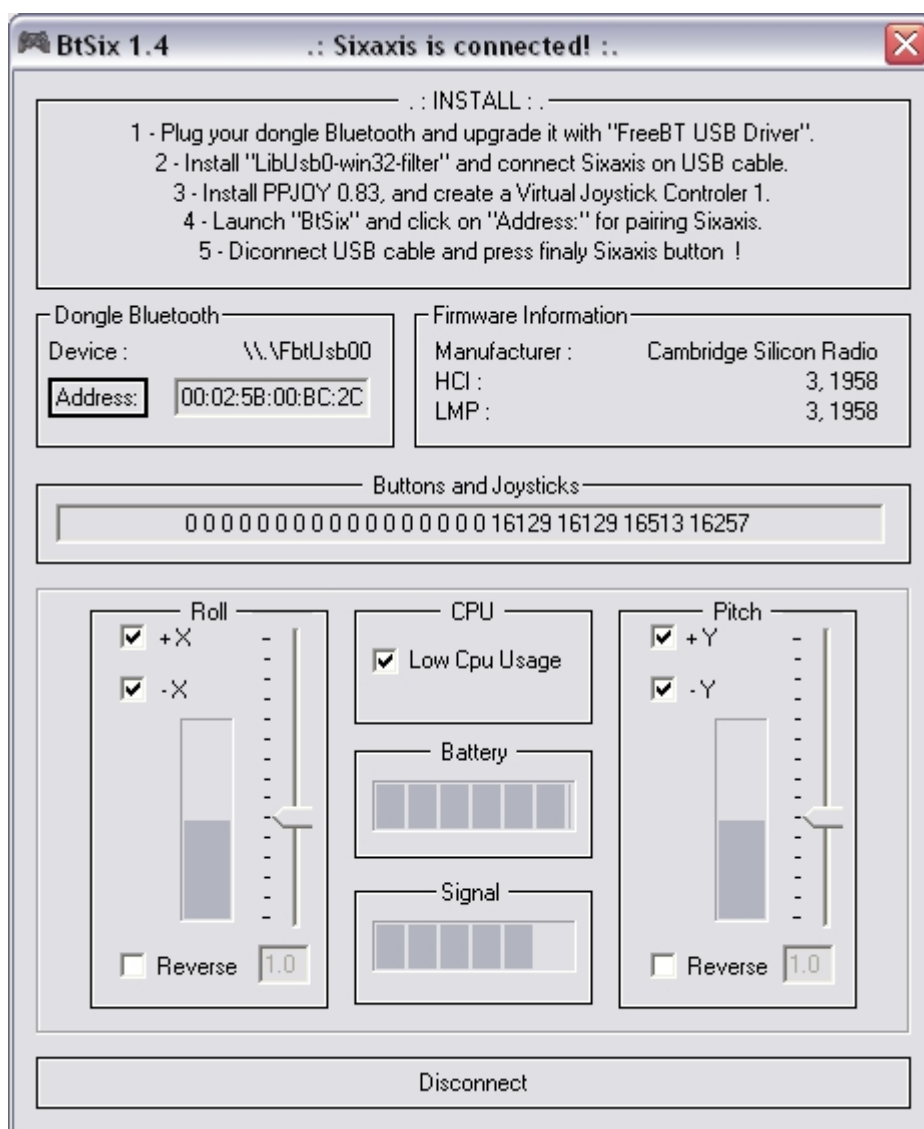 BtSix 1.4 .: Sixaxis is connected! :.
.: INSTALL : .
1 - Plug your dongle Bluetooth and upgrade it with "FreeBT USB Driver".
2 - Install "LibUsb0-win32-filter" and connect Sixaxis on USB cable.
3 - Install PPJOY 0.83, and create a Virtual Joystick Controler 1.
4 - Launch "BtSix" and click on "Address:" for pairing Sixaxis.
5 - Diconnect USB cable and press finaly Sixaxis button !
Dongle Bluetooth
Device : \\.\FbtUsb00
Address: 00:02:5B:00:BC:2C
Firmware Information
Manufacturer : Cambridge Silicon Radio
HCI : 3, 1958
LMP : 3, 1958
Buttons and Joysticks
0 0 0 0 0 0 0 0 0 0 0 0 0 0 0 0 0 16129 16129 16513 16257
Roll
+X
-X
Reverse 1.0
CPU
Low Cpu Usage
Battery
Signal
Pitch
+Y
-Y
Reverse 1.0
Disconnect